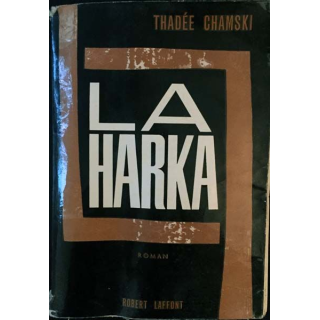 THADÉE CHAMSKI
LA
HARKA
ROMAN
ROBERT LAFFONT